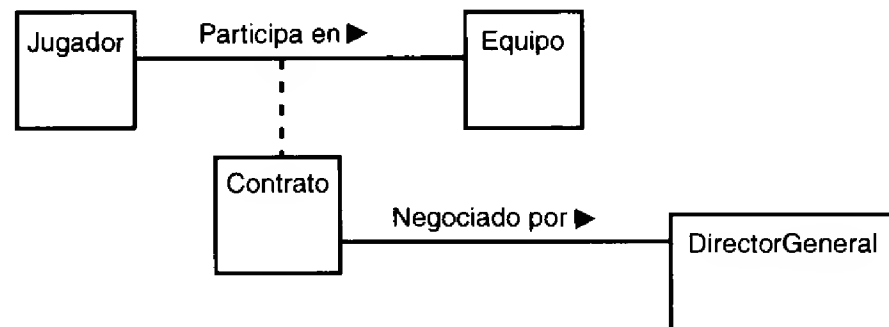 Jugador
Participa en ▶
Equipo
Contrato
Negociado por ▶
DirectorGeneral